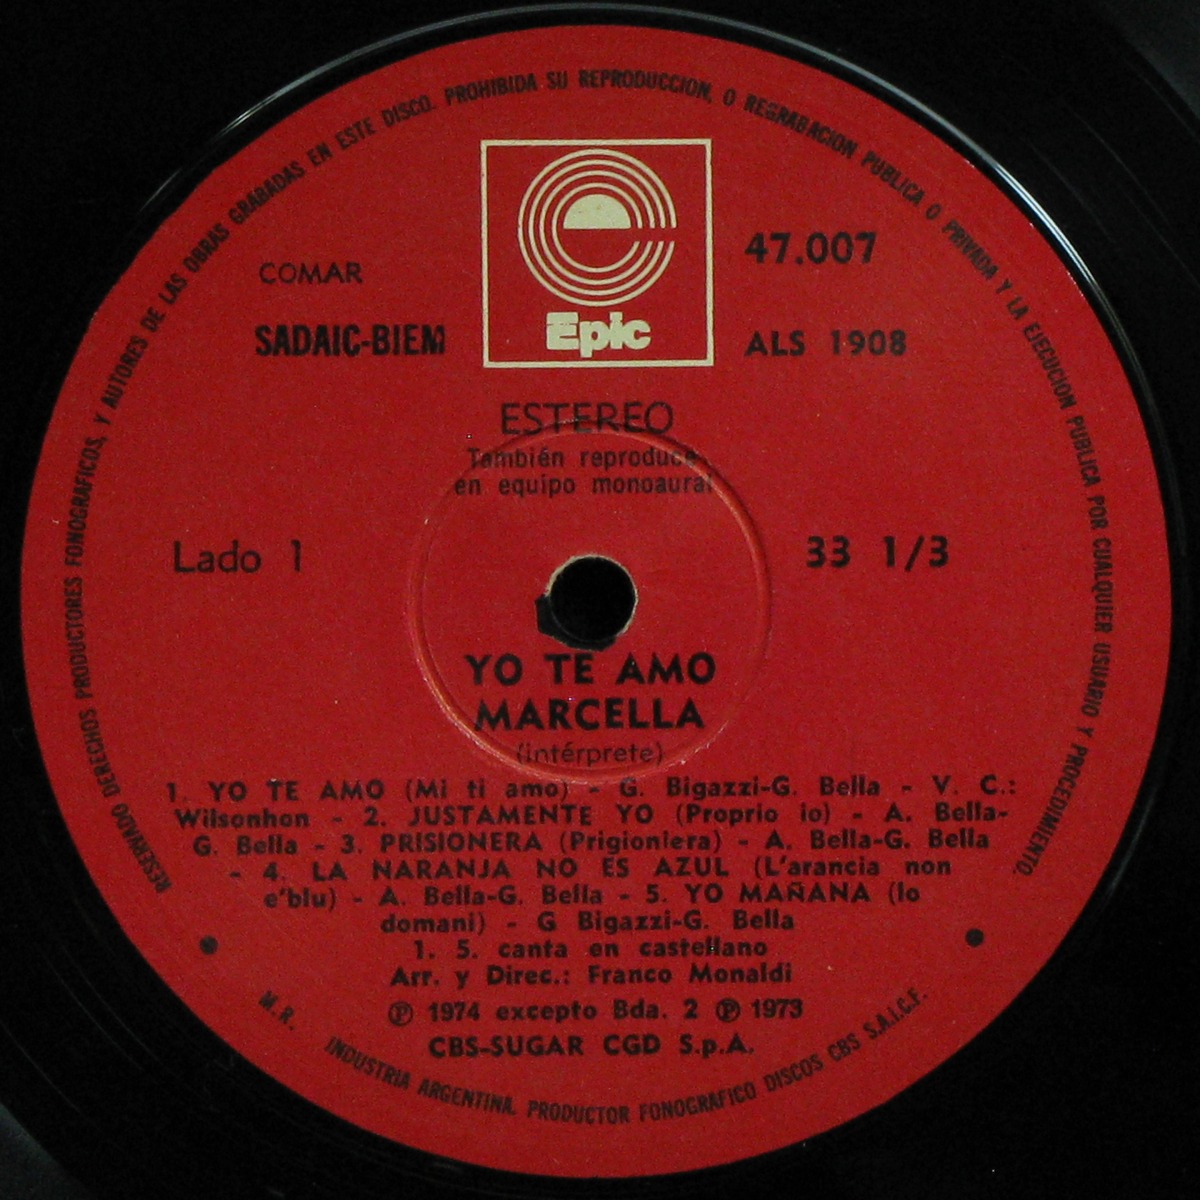 RESERVADO DERECHOS PRODUCTORES FONOGRAFICOS, Y AUTORES DE LAS OBRAS GRABADAS EN ESTE DISCO. PROHIBIDA SU REPRODUCCION, O REGRABACION PUBLICA O PRIVADA Y LA EJECUCION PUBLICA POR CUALQUIER USUARIO Y PROCEDIMIENTO.
COMAR
SADAIC-BIEM
e
Epic
47.007
ALS 1908
ESTEREO
También reproduce
en equipo monoaural
Lado 1
33 1/3
YO TE AMO
MARCELLA
(intérprete)
1. YO TE AMO (Mi ti amo) - G. Bigazzi-G. Bella - V. C.:
Wilsonhon - 2. JUSTAMENTE YO (Proprio io) - A. Bella-
G. Bella - 3. PRISIONERA (Prigioniera) - A. Bella-G. Bella
- 4. LA NARANJA NO ES AZUL (L'arancia non
e'blu) - A. Bella-G. Bella - 5. YO MAÑANA (Io
domani) - G Bigazzi-G. Bella
1. 5. canta en castellano
Arr. y Direc.: Franco Monaldi
℗ 1974 excepto Bda. 2 ℗ 1973
CBS-SUGAR CGD S.p.A.
M.R. INDUSTRIA ARGENTINA. PRODUCTOR FONOGRAFICO DISCOS CBS S.A.I.C.F.